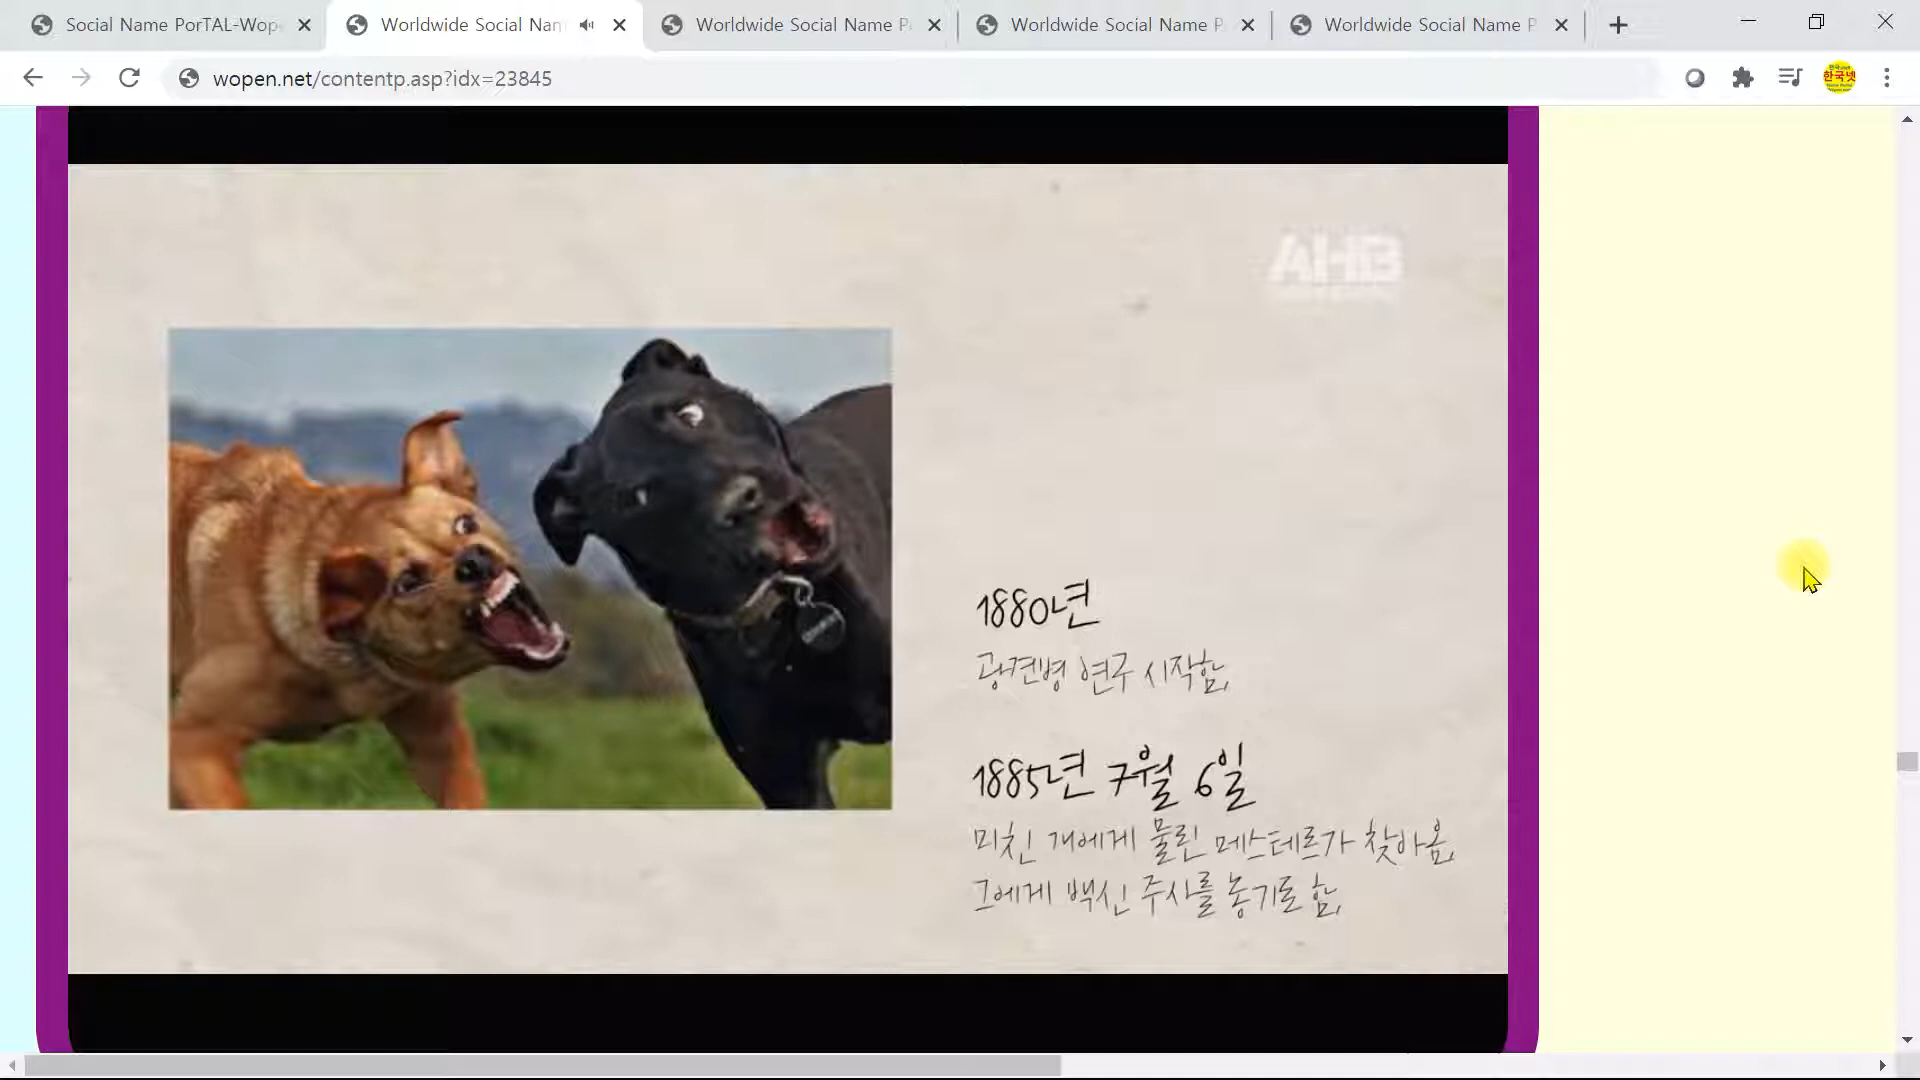 Social Name PorTAL-Wop
Worldwide Social Nan
Worldwide Social Name P
Worldwide Social Name P
Worldwide Social Name P
wopen.net/contentp.asp?idx=23845
한국넷
AHB
1880년
광견병 연구 시작함,
1885년 7월 6일
미친 개에게 물린 메스테르가 찾아옴,
그에게 백신 주사를 놓기로 함,